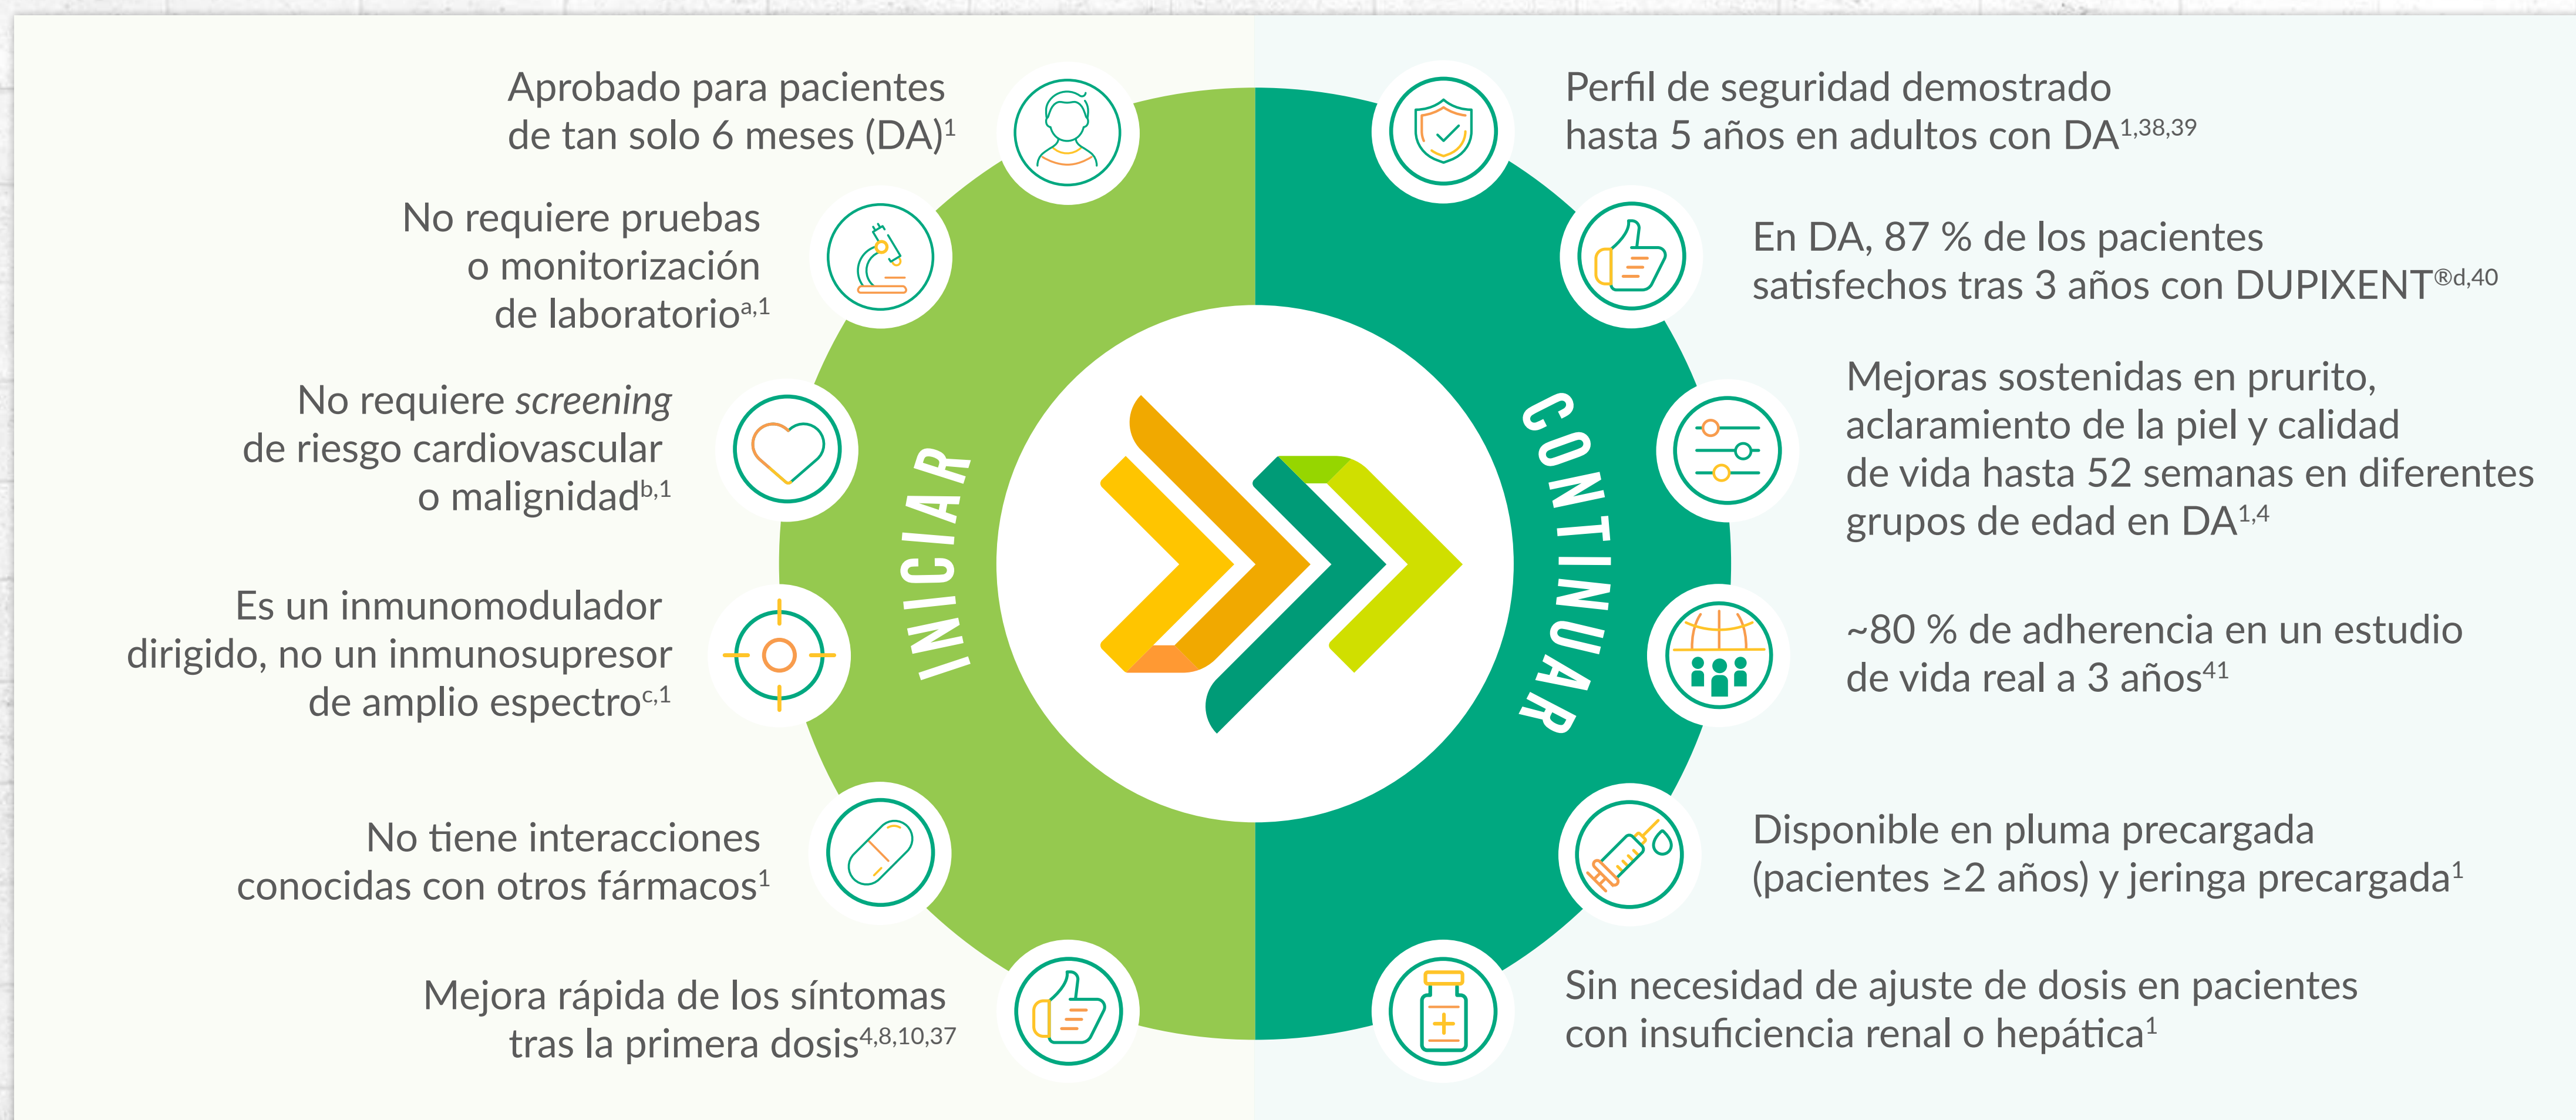 Aprobado para pacientes
de tan solo 6 meses (DA)1
No requiere pruebas
o monitorización
de laboratorioa,1
No requiere screening
de riesgo cardiovascular
o malignidadb,1
Es un inmunomodulador
dirigido, no un inmunosupresor
de amplio espectroc,1
No tiene interacciones
conocidas con otros fármacos1
Mejora rápida de los síntomas
tras la primera dosis4,8,10,37
INICIAR
CONTINUAR
Perfil de seguridad demostrado
hasta 5 años en adultos con DA1,38,39
En DA, 87 % de los pacientes
satisfechos tras 3 años con DUPIXENT®d,40
Mejoras sostenidas en prurito,
aclaramiento de la piel y calidad
de vida hasta 52 semanas en diferentes
grupos de edad en DA1,4
~80 % de adherencia en un estudio
de vida real a 3 años41
Disponible en pluma precargada
(pacientes ≥2 años) y jeringa precargada1
Sin necesidad de ajuste de dosis en pacientes
con insuficiencia renal o hepática1